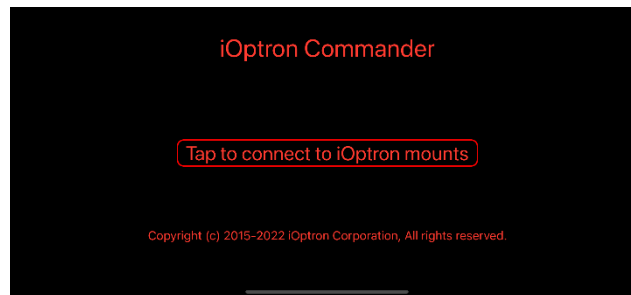 iOptron Commander
Tap to connect to iOptron mounts
Copyright (c) 2015-2022 iOptron Corporation, All rights reserved.